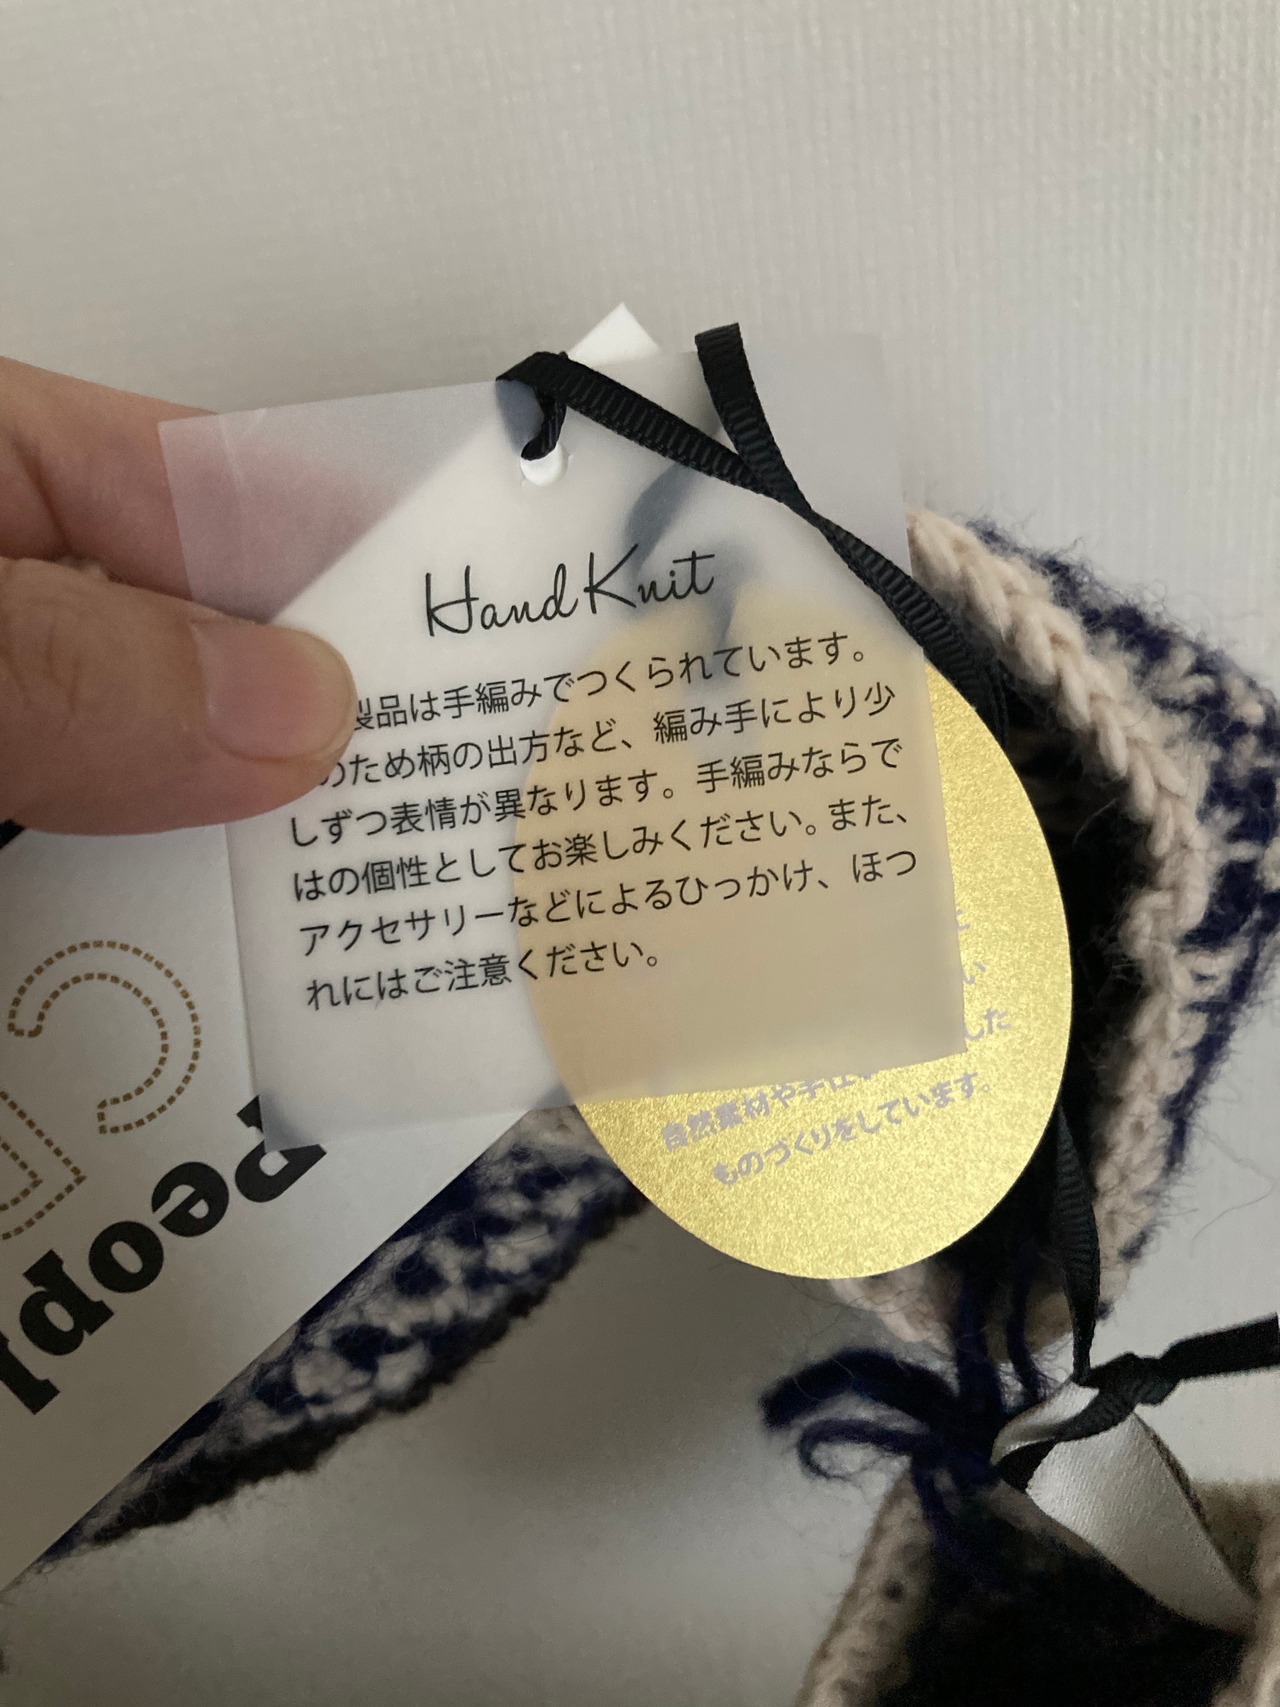 Hand Knit
製品は手編みでつくられています。
のため柄の出方など、編み手により少
しずつ表情が異なります。手編みならで
はの個性としてお楽しみください。また、
アクセサリーなどによるひっかけ、ほつ
れにはご注意ください。
い
した
自然素材や手仕
ものづくりをしています。
Peopl